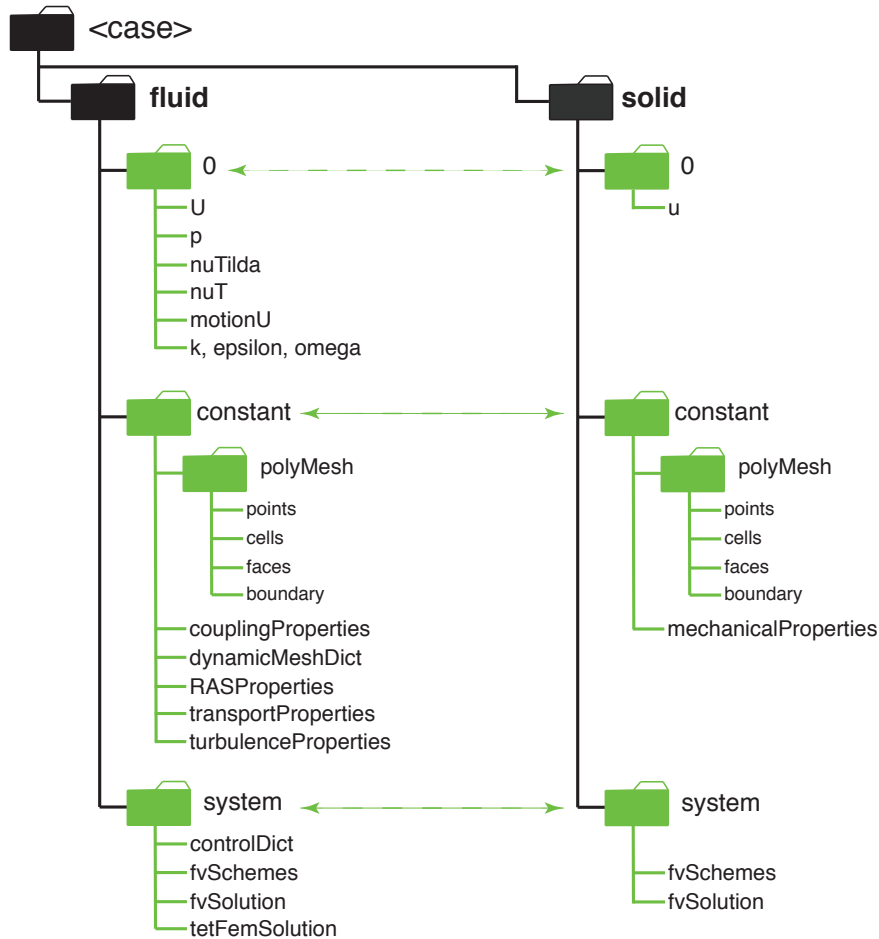 <case>
fluid
solid
0
0
U
u
p
nuTilda
nuT
motionU
k, epsilon, omega
constant
constant
polyMesh
polyMesh
points
points
cells
cells
faces
faces
boundary
boundary
couplingProperties
mechanicalProperties
dynamicMeshDict
RASProperties
transportProperties
turbulenceProperties
system
system
controlDict
fvSchemes
fvSchemes
fvSolution
fvSolution
tetFemSolution